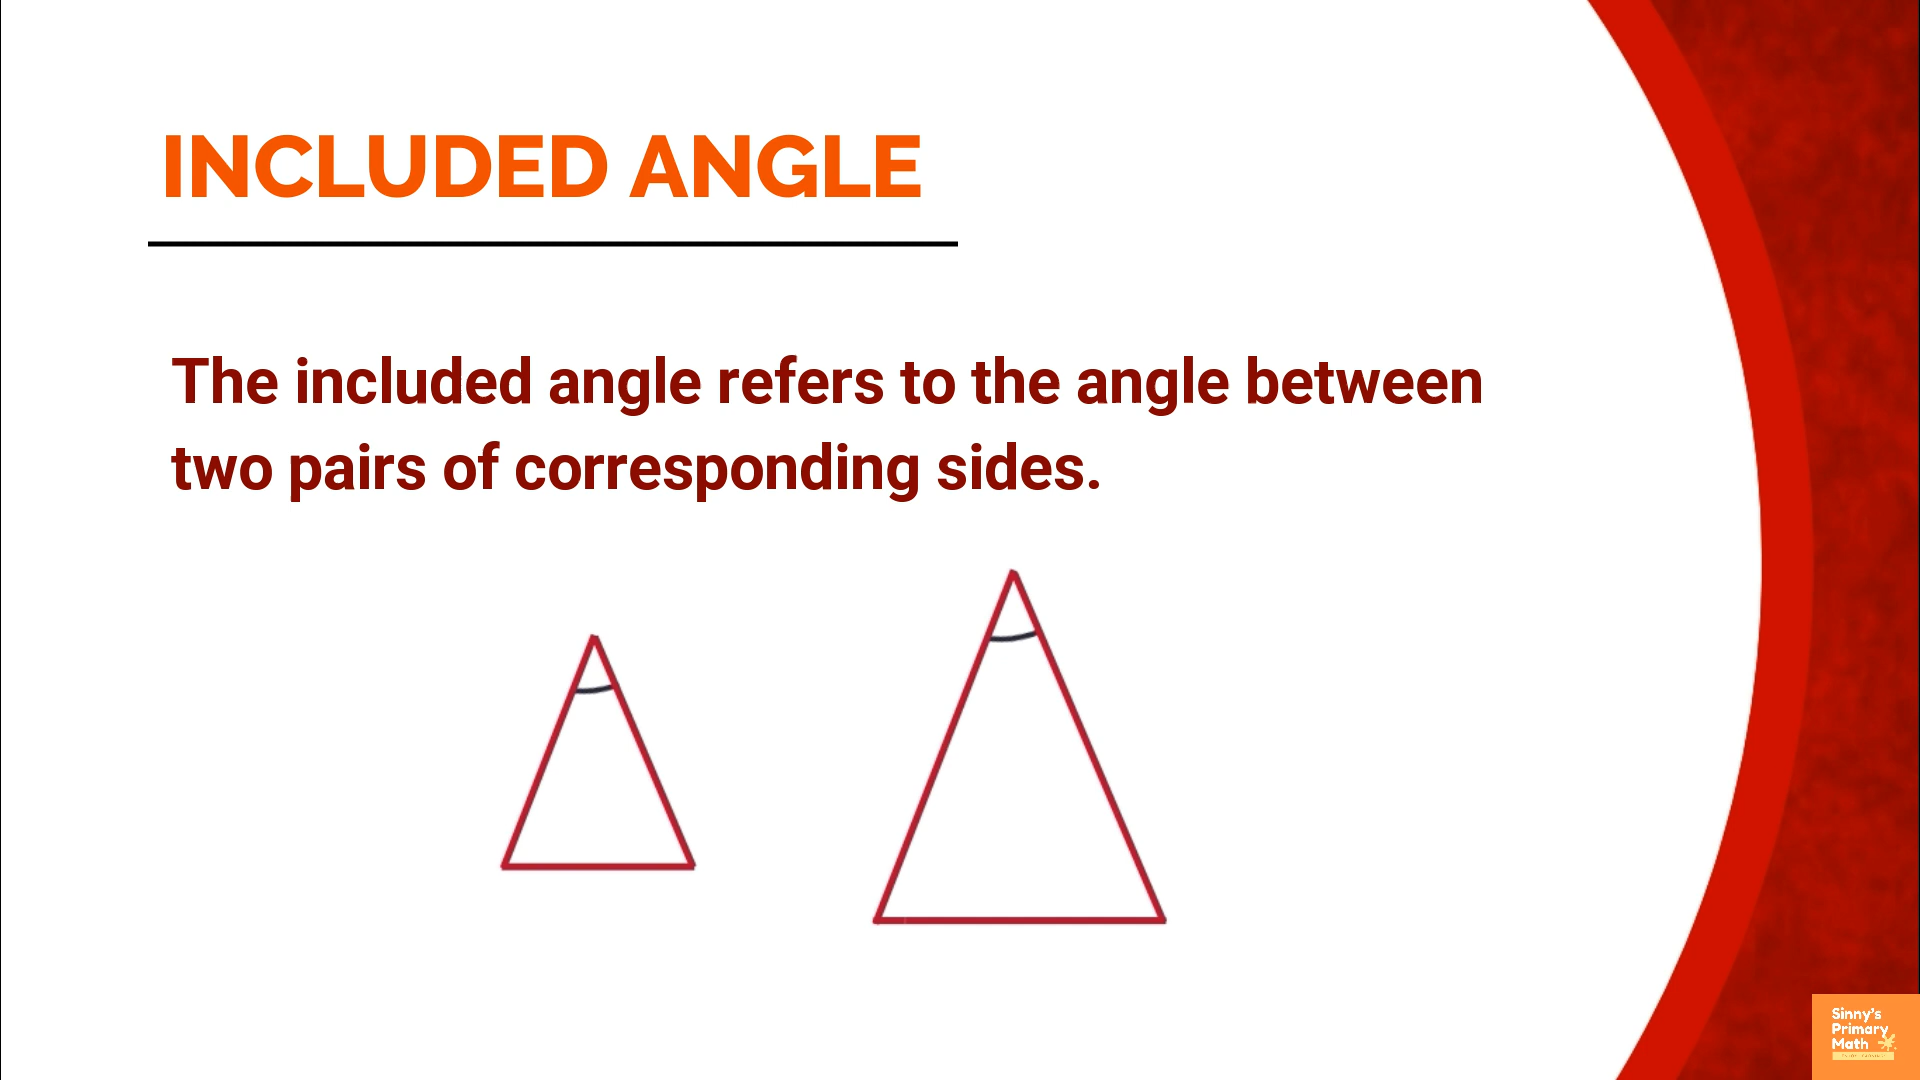 INCLUDED ANGLE
The included angle refers to the angle between
two pairs of corresponding sides.
Sinny's
Primary
Math